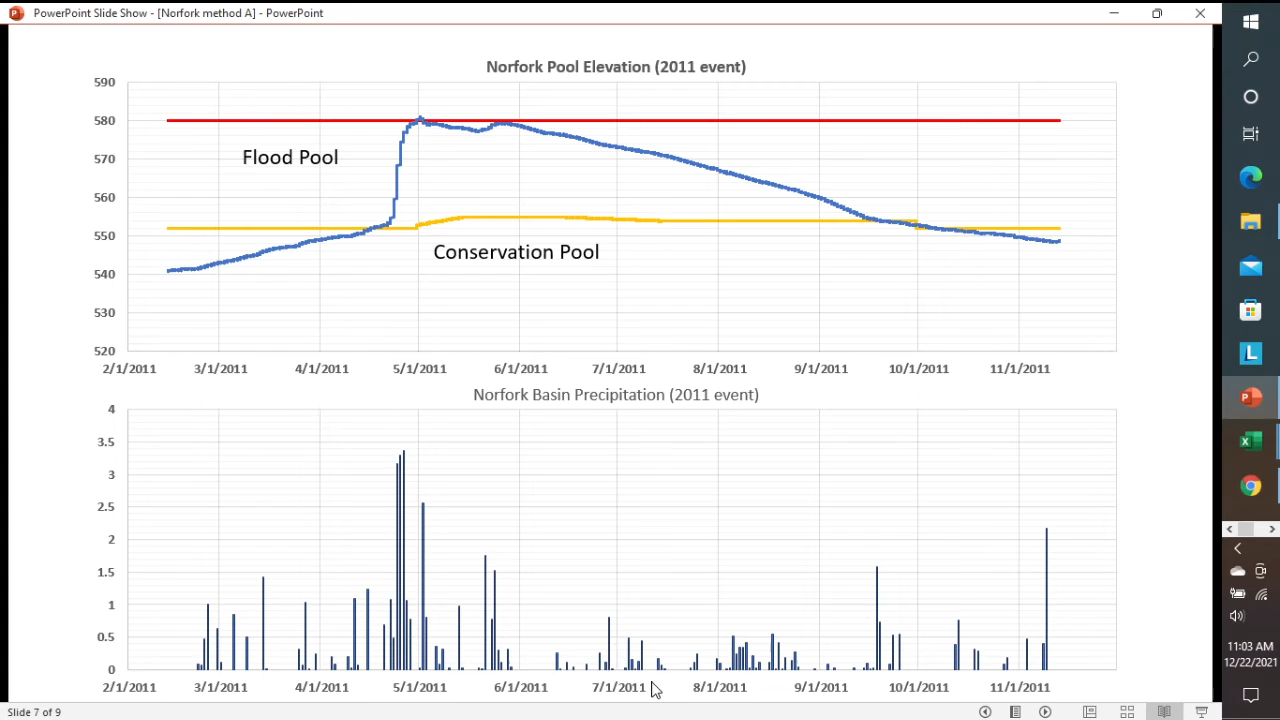 PowerPoint Slide Show - [Norfork method A] - PowerPoint
Norfork Pool Elevation (2011 event)
590
580
570
560
550
540
530
520
Flood Pool
Conservation Pool
2/1/2011 3/1/2011 4/1/2011 5/1/2011 6/1/2011 7/1/2011 8/1/2011 9/1/2011 10/1/2011 11/1/2011
Norfork Basin Precipitation (2011 event)
4
3.5
3
2.5
2
1.5
1
0.5
0
2/1/2011 3/1/2011 4/1/2011 5/1/2011 6/1/2011 7/1/2011 8/1/2011 9/1/2011 10/1/2011 11/1/2011
Slide 7 of 9
L
11:03 AM
12/22/2021